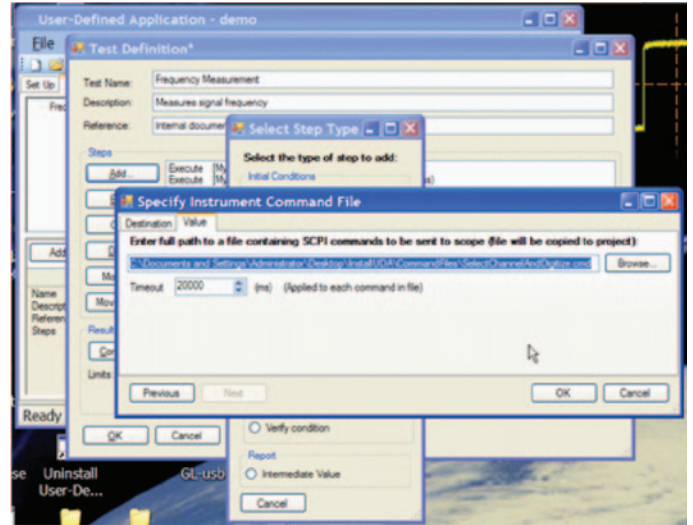 User-Defined Application - demo
File
Test Definition*
Set Up
Test Name:
Frequency Measurement
Description:
Measures signal frequency
Reference:
Select Step Type
Select the type of step to add:
Initial Conditions
Steps
Add...
Execute
Execute
Specify Instrument Command File
Destination
Value
Enter full path to a file containing SCPI commands to be sent to scope (file will be copied to project):
C:\Documents and Settings\Administrator\Desktop\InstallUDA\CommandFiles\SelectChannelAndDigitize.cmd
Browse...
Timeout
20000
(ms)
(Applied to each command in file)
Previous
Next
OK
Cancel
Name
Steps
Limits:
Ready
OK
Cancel
Verify condition
Report
Intermediate Value
Cancel
Uninstall
User-De...
GL-usb